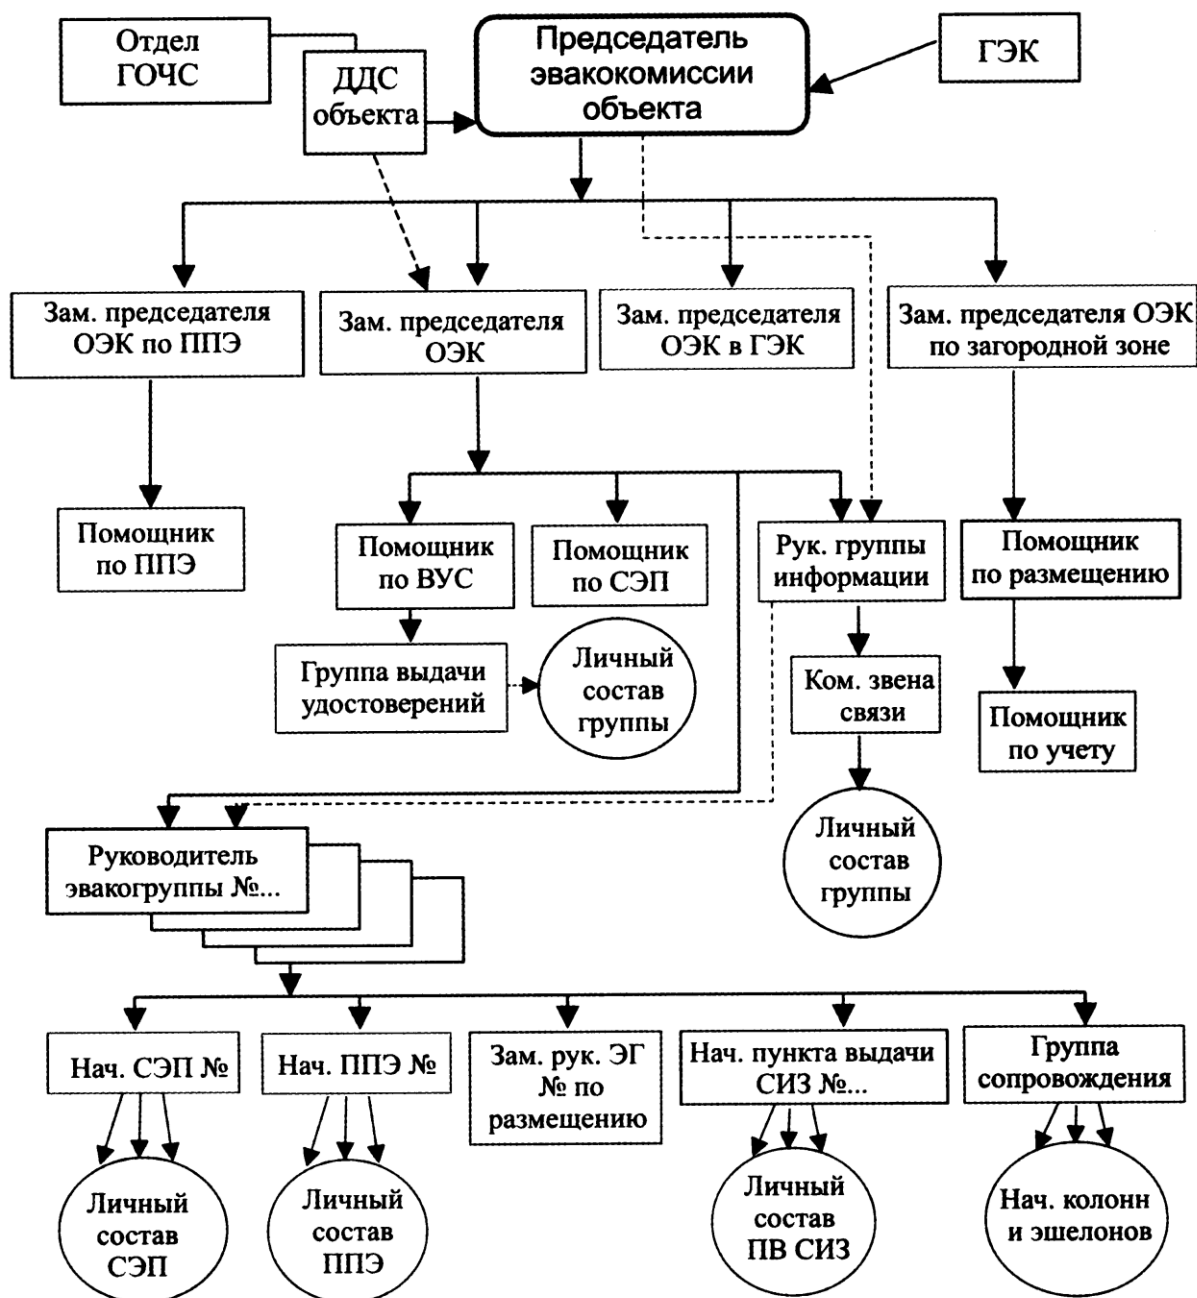 Отдел
ГОЧС
ДДС
объекта
Председатель
эвакокомиссии
объекта
ГЭК
Зам. председателя
ОЭК по ППЭ
Зам. председателя
ОЭК
Зам. председателя
ОЭК в ГЭК
Зам. председателя ОЭК
по загородной зоне
Помощник
по ППЭ
Помощник
по ВУС
Помощник
по СЭП
Рук. группы
информации
Помощник
по размещению
Группа выдачи
удостоверений
Личный
состав
группы
Ком. звена
связи
Помощник
по учету
Личный
состав
группы
Руководитель
эвакогруппы №...
Нач. СЭП №
Нач. ППЭ №
Зам. рук. ЭГ
№ по
размещению
Нач. пункта выдачи
СИЗ №...
Группа
сопровождения
Личный
состав
СЭП
Личный
состав
ППЭ
Личный
состав
ПВ СИЗ
Нач. колонн
и эшелонов